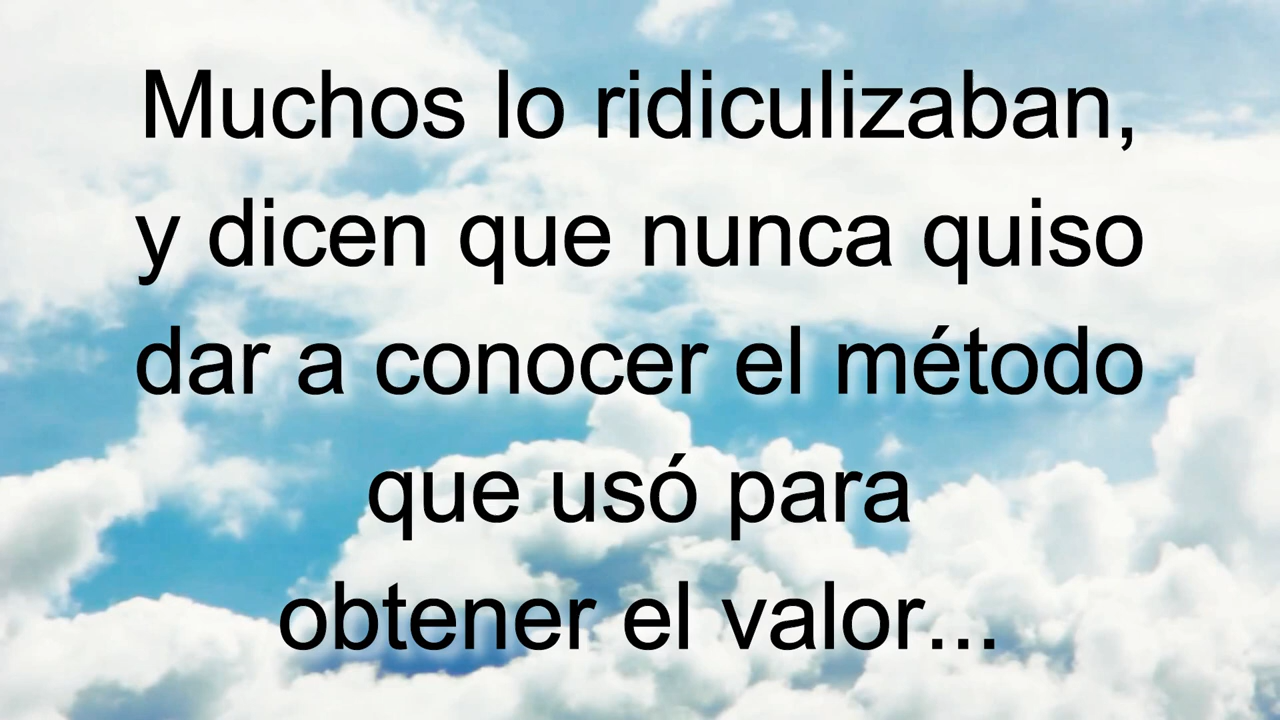 Muchos lo ridiculizaban,
y dicen que nunca quiso
dar a conocer el método
que usó para
obtener el valor...